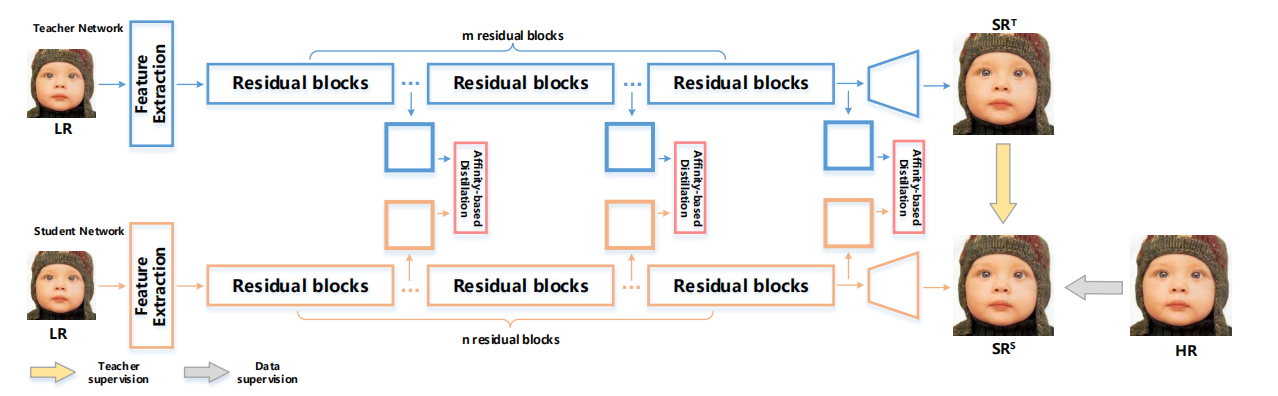 Teacher Network
LR
Feature
Extraction
m residual blocks
Residual blocks
...
Residual blocks
...
Residual blocks
SRᵀ
Affinity-based
Distillation
Affinity-based
Distillation
Affinity-based
Distillation
Student Network
LR
Feature
Extraction
Residual blocks
...
Residual blocks
...
Residual blocks
n residual blocks
SRˢ
HR
Teacher
supervision
Data
supervision